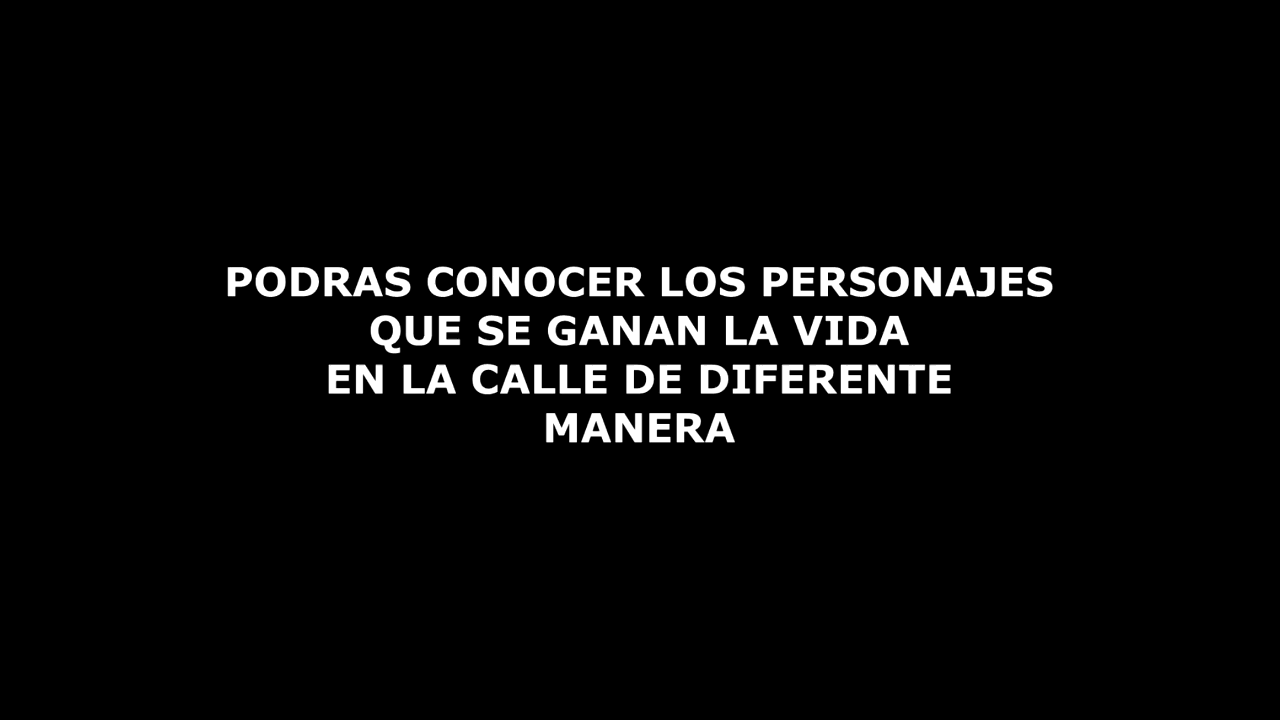 PODRAS CONOCER LOS PERSONAJES
QUE SE GANAN LA VIDA
EN LA CALLE DE DIFERENTE
MANERA